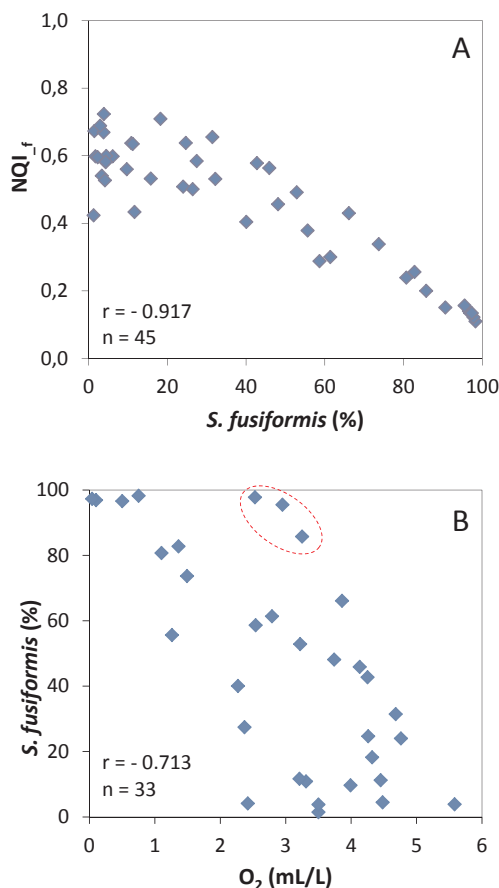 A
1,0
0,8
0,6
0,4
0,2
0,0
NQI_f
r = - 0.917
n = 45
0 20 40 60 80 100
S. fusiformis (%)
B
100
80
60
40
20
0
S. fusiformis (%)
r = - 0.713
n = 33
0 1 2 3 4 5 6
O2 (mL/L)